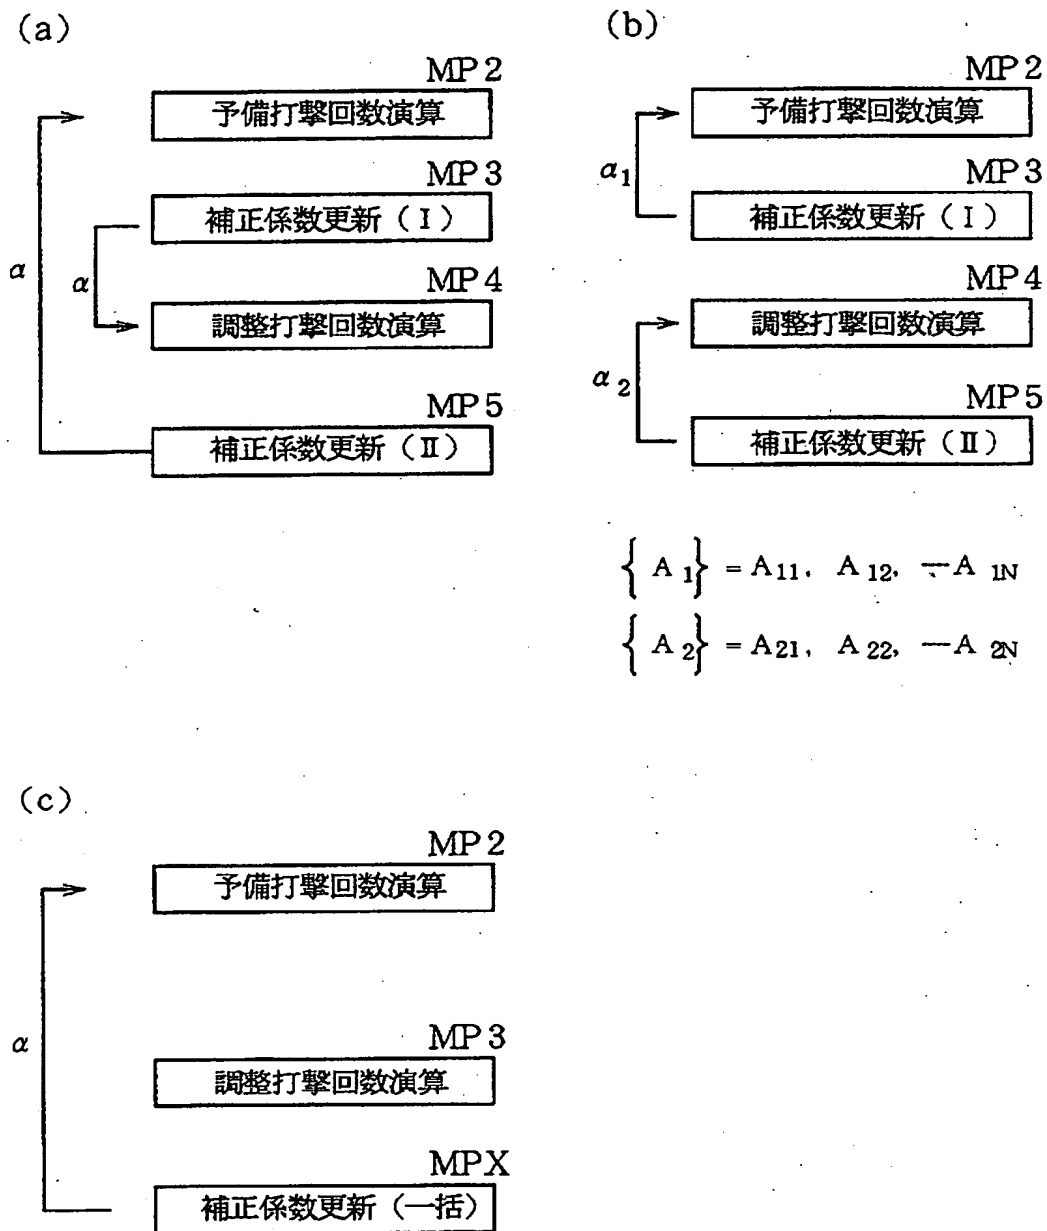 (a)
MP2
予備打撃回数演算
MP3
補正係数更新（Ⅰ）
α
α
MP4
調整打撃回数演算
MP5
補正係数更新（Ⅱ）
(b)
MP2
予備打撃回数演算
α1
MP3
補正係数更新（Ⅰ）
MP4
調整打撃回数演算
α2
MP5
補正係数更新（Ⅱ）
{A1} = A11, A12, —A1N
{A2} = A21, A22, —A2N
(c)
MP2
予備打撃回数演算
α
MP3
調整打撃回数演算
MPX
補正係数更新（一括）